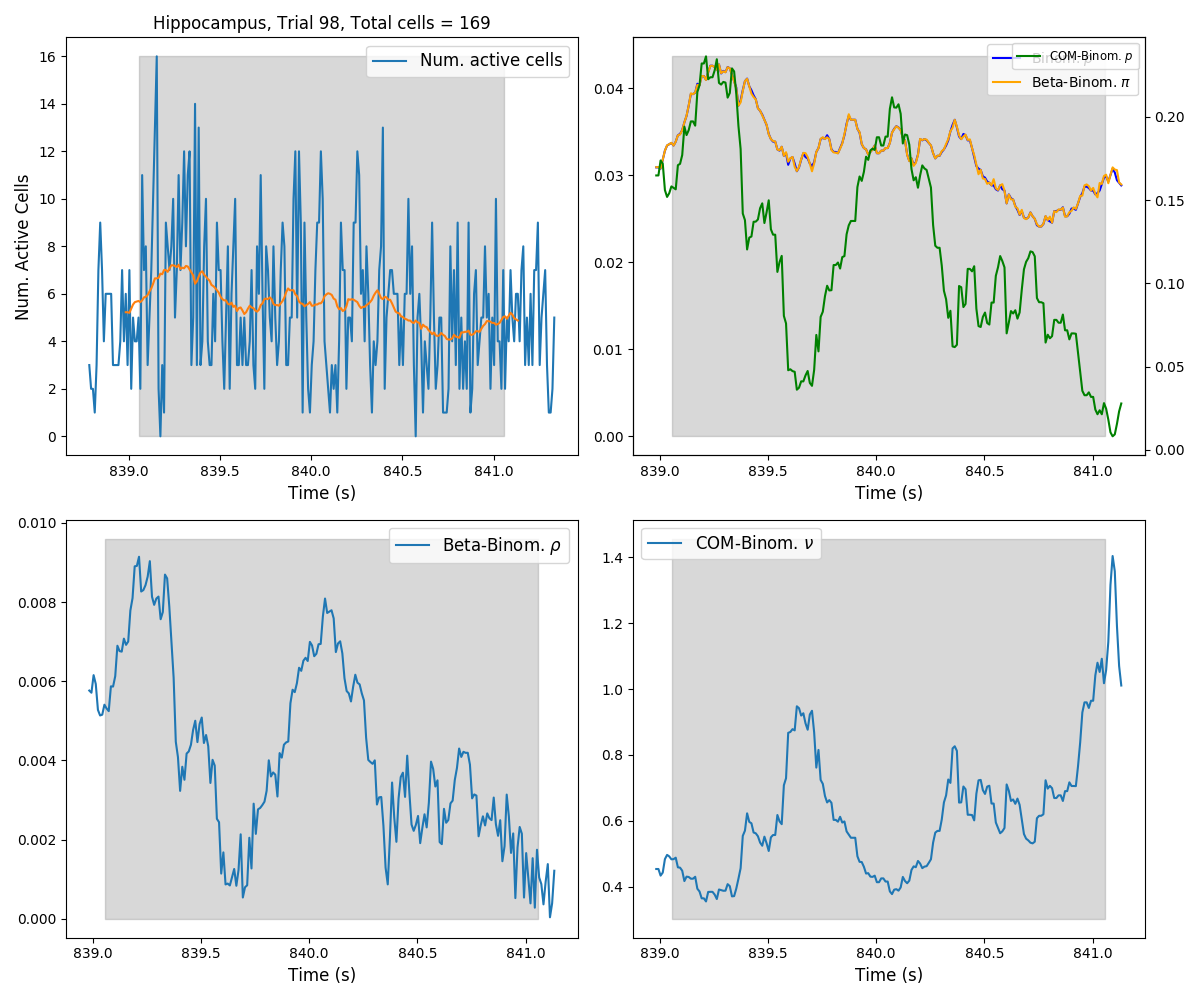 Hippocampus, Trial 98, Total cells = 169
Num. active cells
Num. Active Cells
16
14
12
10
8
6
4
2
0
839.0 839.5 840.0 840.5 841.0
Time (s)
COM-Binom. p
Beta-Binom. π
0.04
0.03
0.02
0.01
0.00
0.20
0.15
0.10
0.05
0.00
839.0 839.5 840.0 840.5 841.0
Time (s)
Beta-Binom. ρ
0.010
0.008
0.006
0.004
0.002
0.000
839.0 839.5 840.0 840.5 841.0
Time (s)
COM-Binom. ν
1.4
1.2
1.0
0.8
0.6
0.4
839.0 839.5 840.0 840.5 841.0
Time (s)